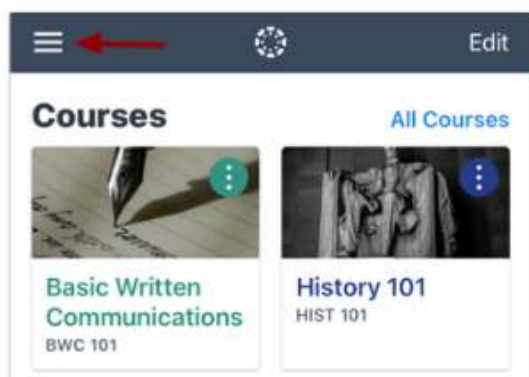 Edit
Courses
All Courses
Basic Written
Communications
BWC 101
History 101
HIST 101